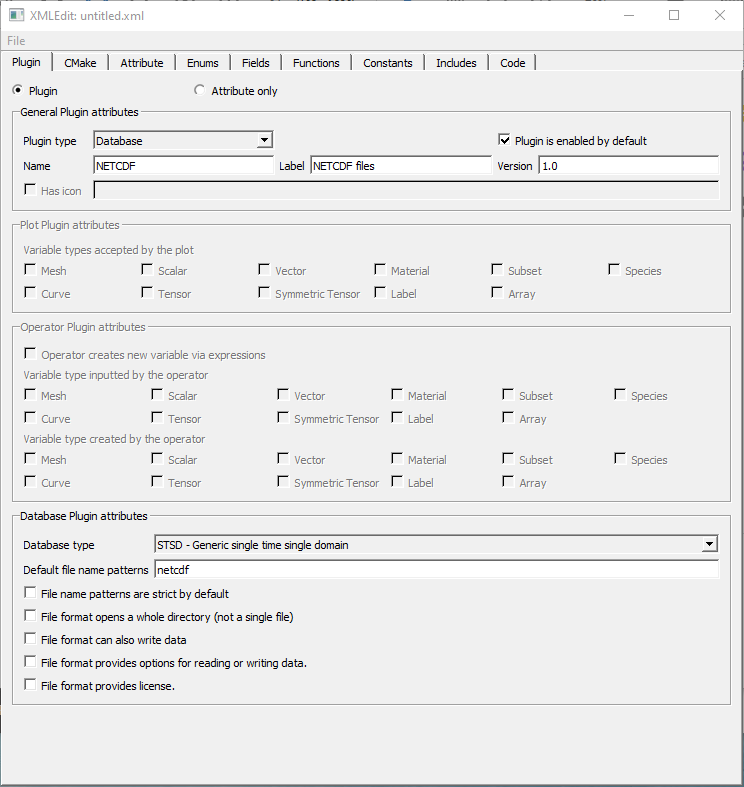 XMLEdit: untitled.xml
File
Plugin CMake Attribute Enums Fields Functions Constants Includes Code
Plugin Attribute only
General Plugin attributes
Plugin type Database Plugin is enabled by default
Name NETCDF Label NETCDF files Version 1.0
Has icon
Plot Plugin attributes
Variable types accepted by the plot
Mesh Scalar Vector Material Subset Species
Curve Tensor Symmetric Tensor Label Array
Operator Plugin attributes
Operator creates new variable via expressions
Variable type inputted by the operator
Mesh Scalar Vector Material Subset Species
Curve Tensor Symmetric Tensor Label Array
Variable type created by the operator
Mesh Scalar Vector Material Subset Species
Curve Tensor Symmetric Tensor Label Array
Database Plugin attributes
Database type STSD - Generic single time single domain
Default file name patterns netcdf
File name patterns are strict by default
File format opens a whole directory (not a single file)
File format can also write data
File format provides options for reading or writing data.
File format provides license.